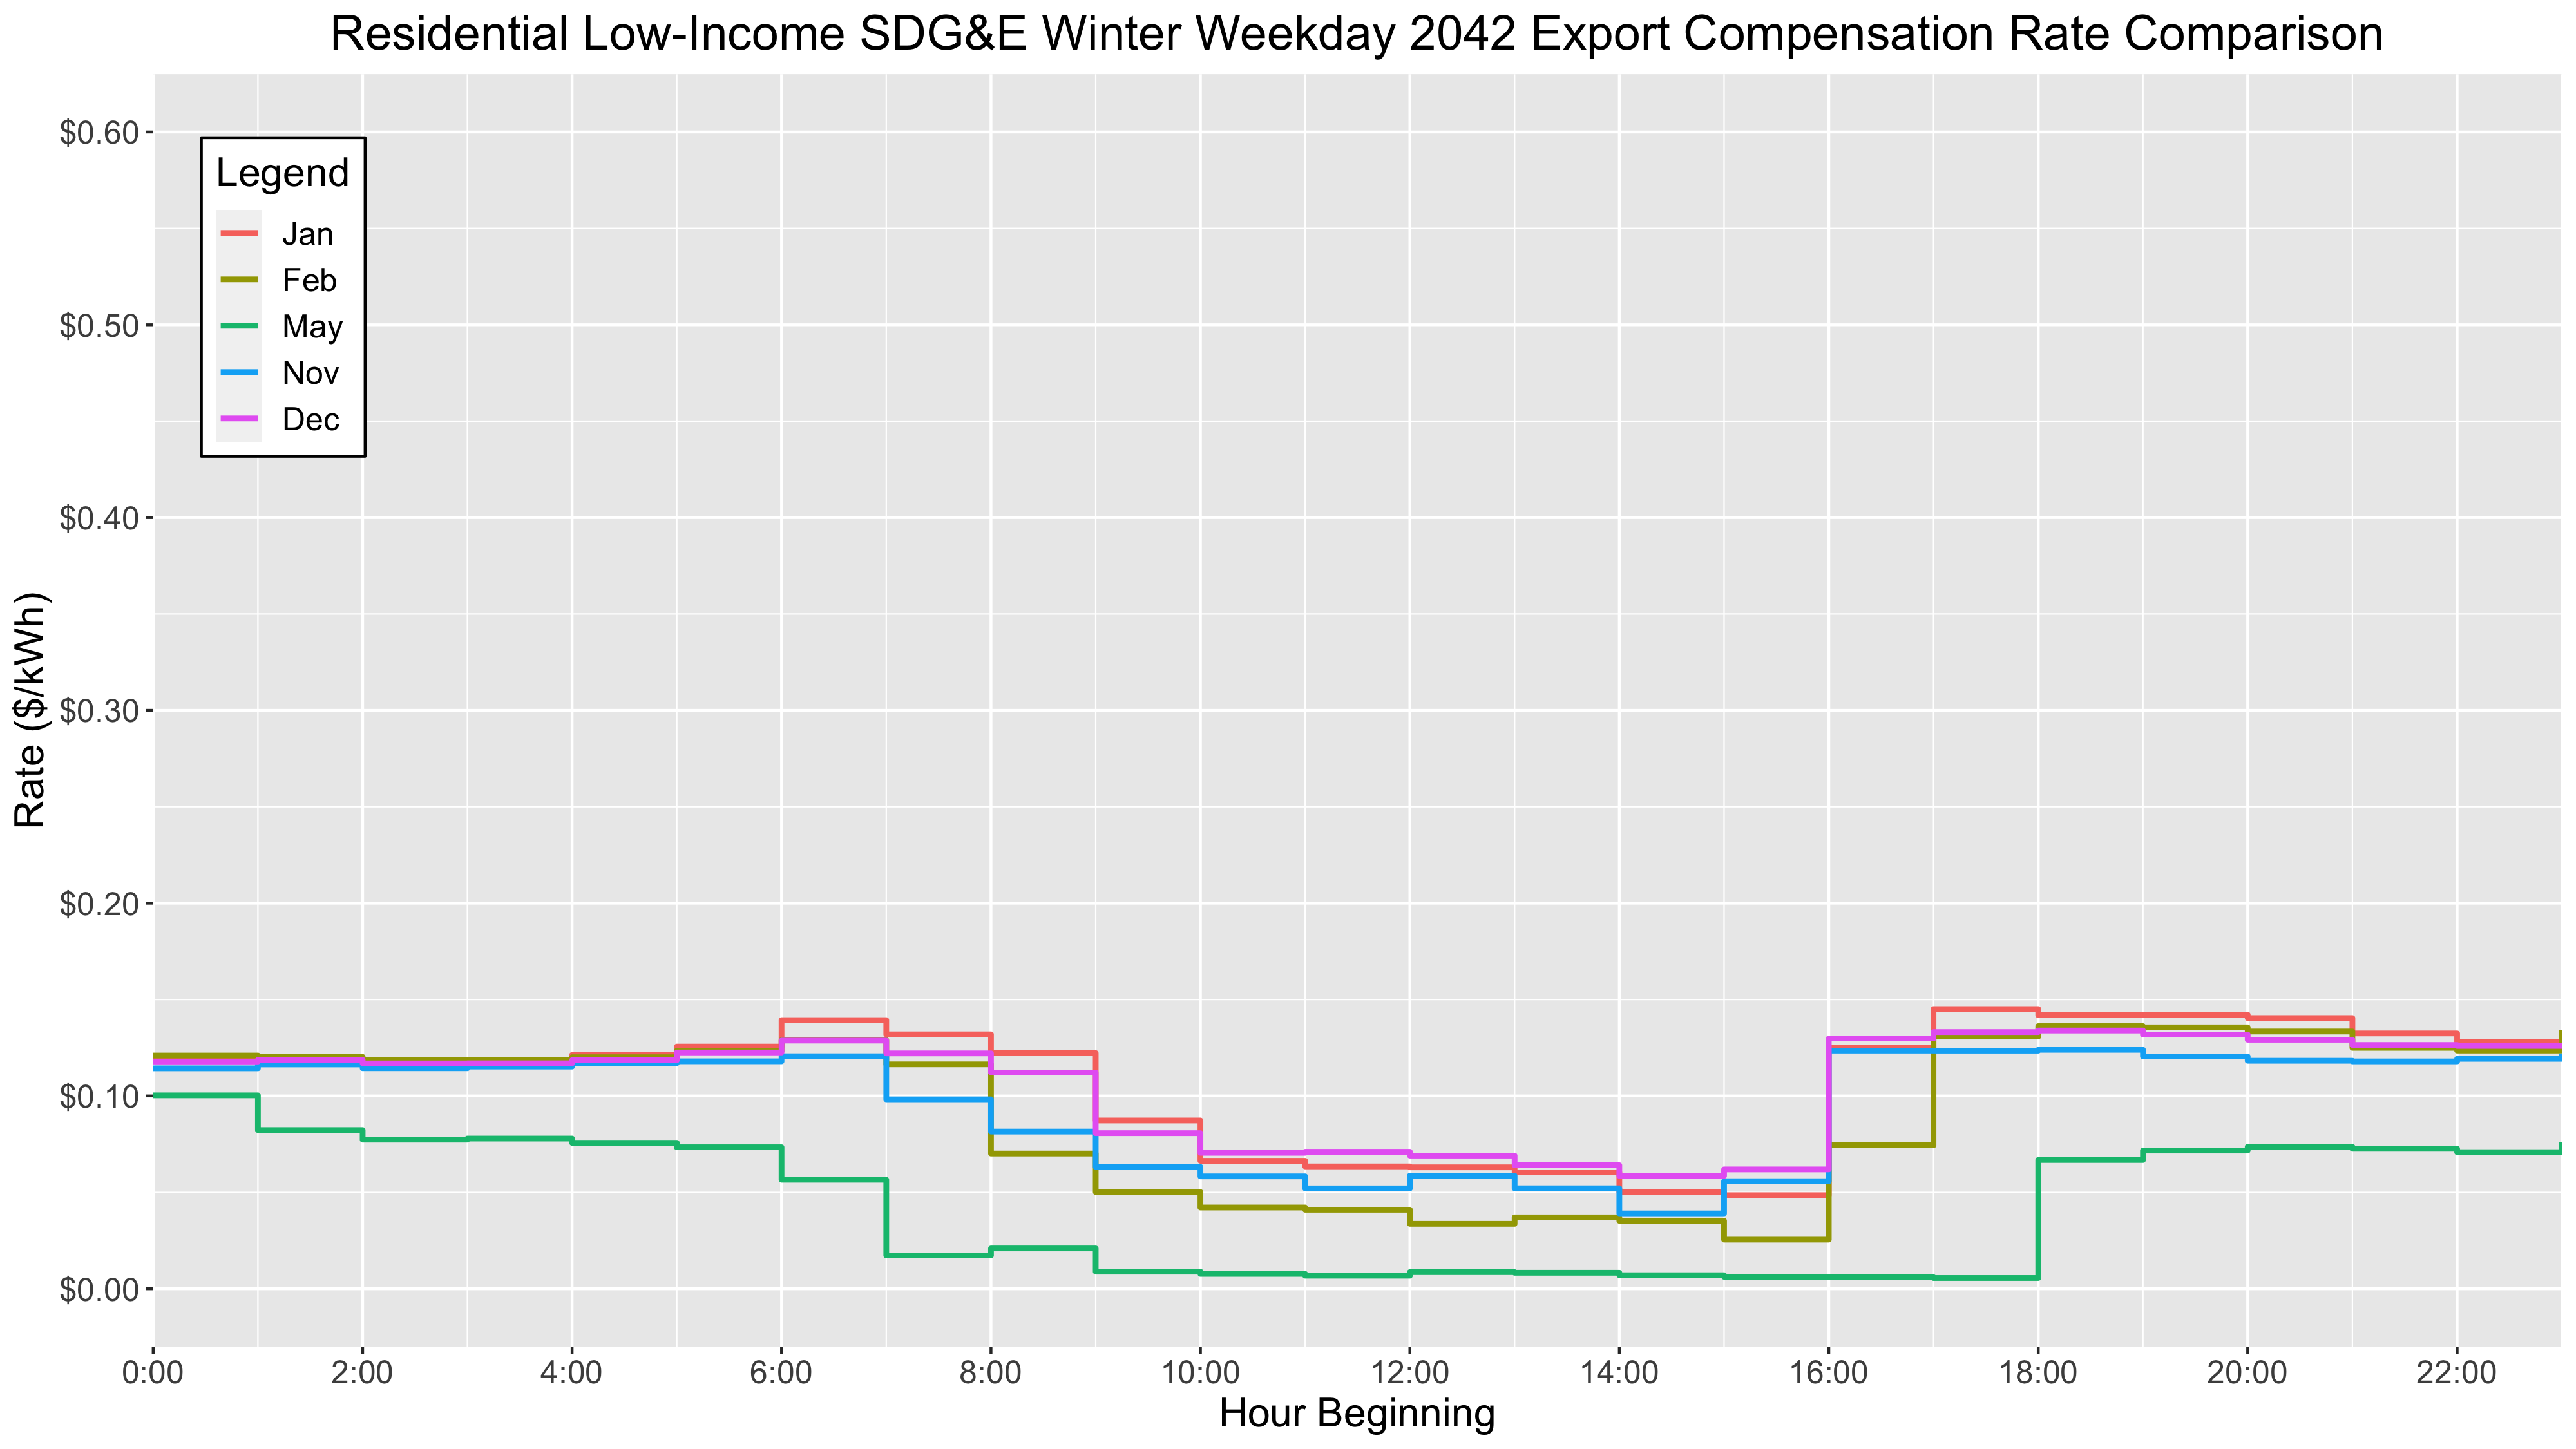 Residential Low-Income SDG&E Winter Weekday 2042 Export Compensation Rate Comparison
Legend
Jan
Feb
May
Nov
Dec
Rate ($/kWh)
$0.60
$0.50
$0.40
$0.30
$0.20
$0.10
$0.00
0:00 2:00 4:00 6:00 8:00 10:00 12:00 14:00 16:00 18:00 20:00 22:00
Hour Beginning